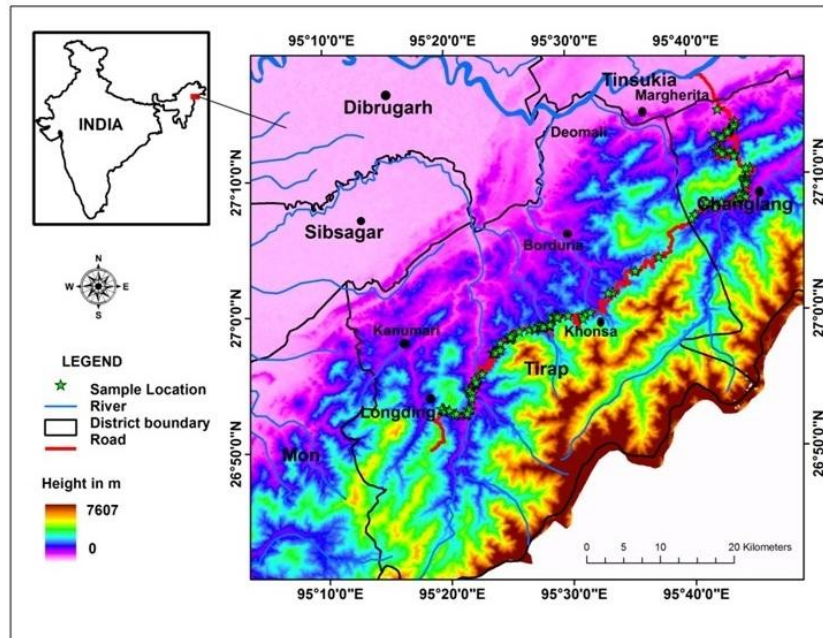 INDIA
N
W E
S
LEGEND
Sample Location
River
District boundary
Road
Height in m
7607
0
95°10'0"E 95°20'0"E 95°30'0"E 95°40'0"E
27°10'0"N
27°0'0"N
26°50'0"N
Tinsukia
Margherita
Dibrugarh
Deomali
Changlang
Sibsagar
Borduria
Kanumari
Khonsa
Tirap
Longding
Mon
0 5 10 20 Kilometers
27°10'0"N
27°0'0"N
26°50'0"N
95°10'0"E 95°20'0"E 95°30'0"E 95°40'0"E